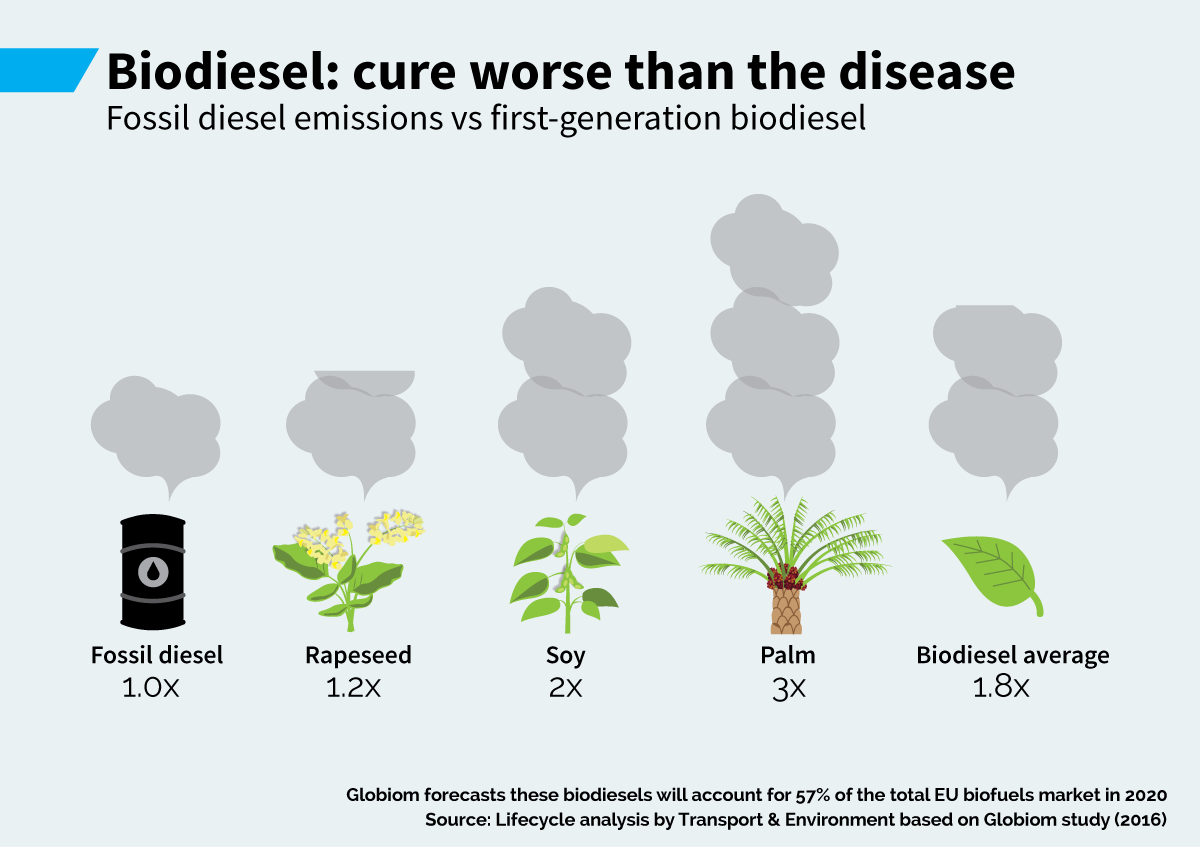 Biodiesel: cure worse than the disease
Fossil diesel emissions vs first-generation biodiesel
Fossil diesel
1.0x
Rapeseed
1.2x
Soy
2x
Palm
3x
Biodiesel average
1.8x
Globiom forecasts these biodiesels will account for 57% of the total EU biofuels market in 2020
Source: Lifecycle analysis by Transport & Environment based on Globiom study (2016)